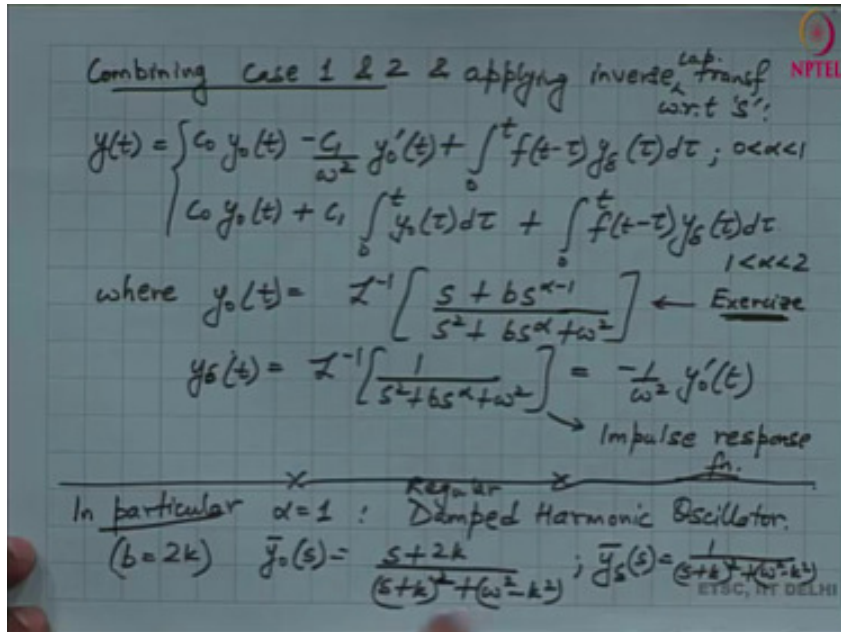 Combining case 1 & 2 & applying inverse lap. transf
w.r.t 's':
NPTEL
y(t) = { c₀ y₀(t) - c₁/ω² y₀'(t) + ∫₀ᵗ f(t-τ) y_δ(τ) dτ ; 0<α<1
c₀ y₀(t) + c₁ ∫₀ᵗ y₀(τ) dτ + ∫₀ᵗ f(t-τ) y_δ(τ) dτ
1<α<2
where y₀(t) = L⁻¹ [ (s + bs^(α-1)) / (s² + bs^α + ω²) ] ← Exercize
y_δ(t) = L⁻¹ [ 1 / (s² + bs^α + ω²) ] = -1/ω² y₀'(t)
→ Impulse response
fn.
In particular α=1 : Regular Damped Harmonic Oscillator.
(b=2k) ȳ₀(s) = (s+2k) / ((s+k)² + (ω²-k²)) ; ȳ_δ(s) = 1 / ((s+k)² + (ω²-k²))
ETSC, IIT DELHI